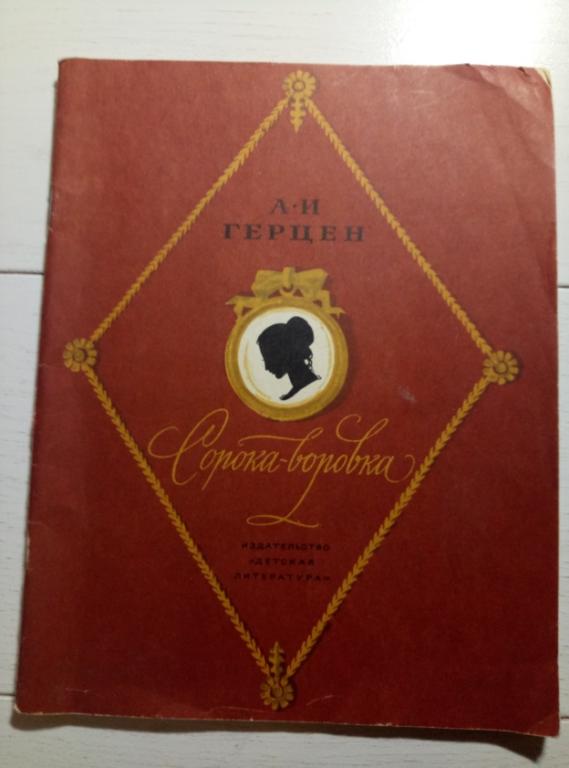 А·И
ГЕРЦЕН
Сорока-воровка
ИЗДАТЕЛЬСТВО
«ДЕТСКАЯ
ЛИТЕРАТУРА»